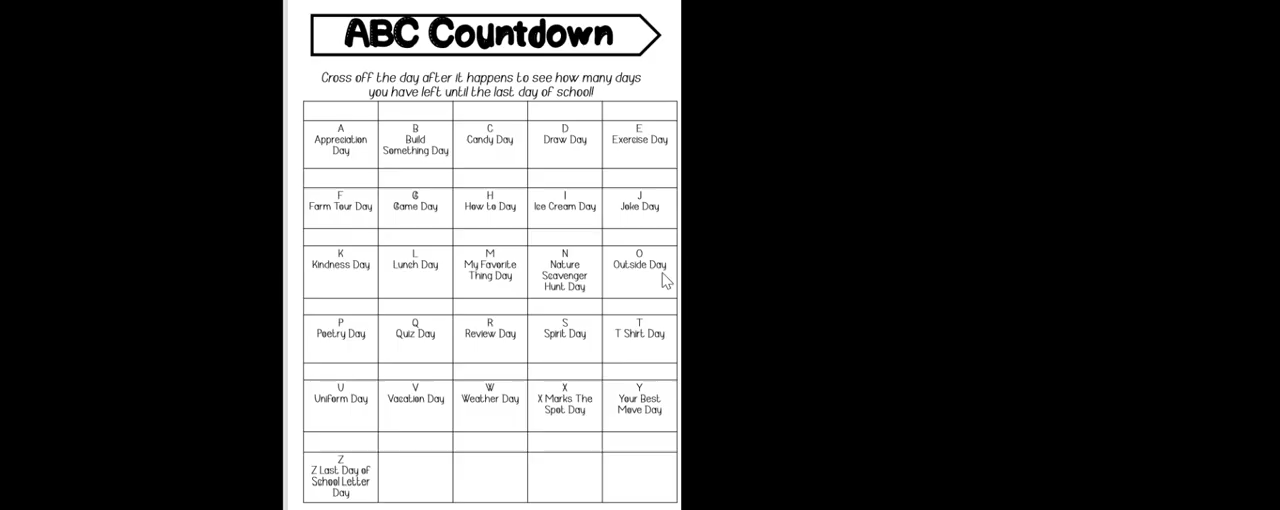 ABC Countdown
Cross off the day after it happens to see how many days
you have left until the last day of school!
A
Appreciation
Day
B
Build
Something Day
C
Candy Day
D
Draw Day
E
Exercise Day
F
Farm Tour Day
G
Game Day
H
How to Day
I
Ice Cream Day
J
Joke Day
K
Kindness Day
L
Lunch Day
M
My Favorite
Thing Day
N
Nature
Scavenger
Hunt Day
O
Outside Day
P
Poetry Day
Q
Quiz Day
R
Review Day
S
Spirit Day
T
T Shirt Day
U
Uniform Day
V
Vacation Day
W
Weather Day
X
X Marks The
Spot Day
Y
Your Best
Move Day
Z
Z Last Day of
School Letter
Day